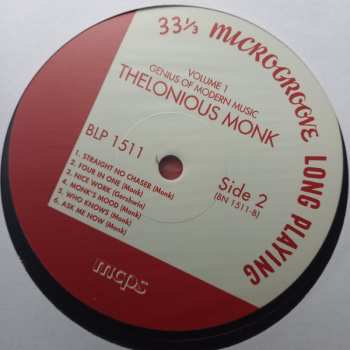 33 1/3 MICROGROOVE LONG PLAYING
VOLUME 1
GENIUS OF MODERN MUSIC
THELONIOUS MONK
BLP 1511
Side 2
(BN 1511-B)
1. STRAIGHT NO CHASER (Monk)
2. FOUR IN ONE (Monk)
3. NICE WORK (Gershwin)
4. MONK'S MOOD (Monk)
5. WHO KNOWS (Monk)
6. ASK ME NOW (Monk)
mcps